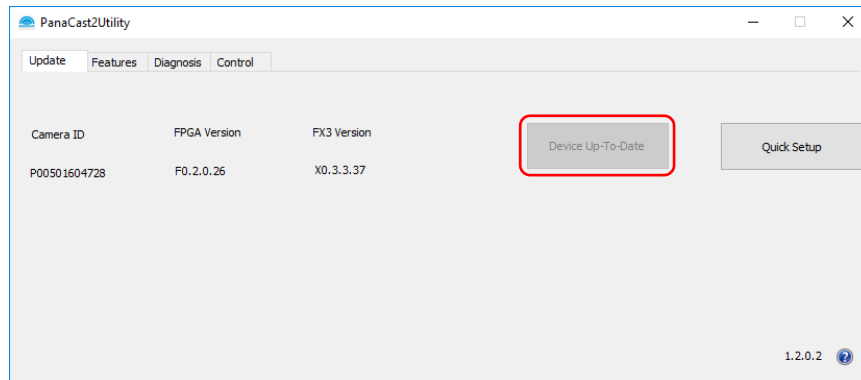 PanaCast2Utility
Update Features Diagnosis Control
Camera ID FPGA Version FX3 Version Device Up-To-Date Quick Setup
P00501604728 F0.2.0.26 X0.3.3.37
1.2.0.2 ?